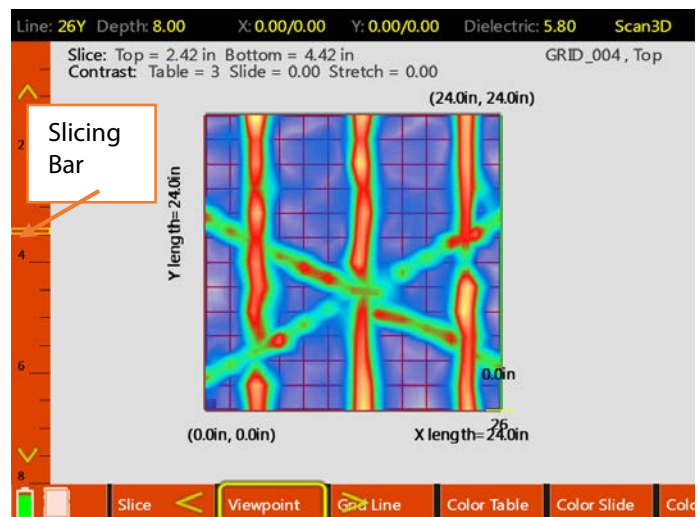 Line: 26Y Depth: 8.00 X: 0.00/0.00 Y: 0.00/0.00 Dielectric: 5.80 Scan3D
Slice: Top = 2.42 in Bottom = 4.42 in GRID_004 , Top
Contrast: Table = 3 Slide = 0.00 Stretch = 0.00
(24.0in, 24.0in)
Slicing
Bar
2
4
6
8
Y length= 24.0in
0.0in
26
(0.0in, 0.0in)
X length= 24.0in
Slice Viewpoint Grid Line Color Table Color Slide Colo